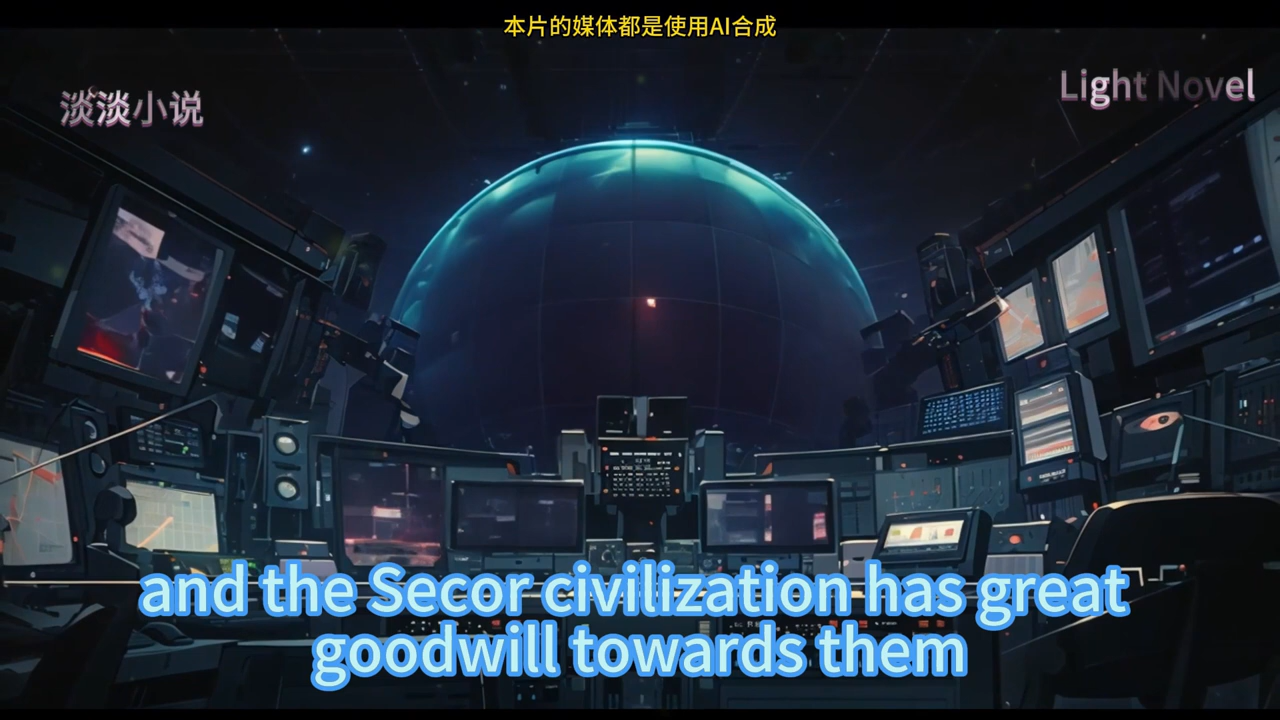 本片的媒体都是使用AI合成
淡淡小说
Light Novel
and the Secor civilization has great
goodwill towards them